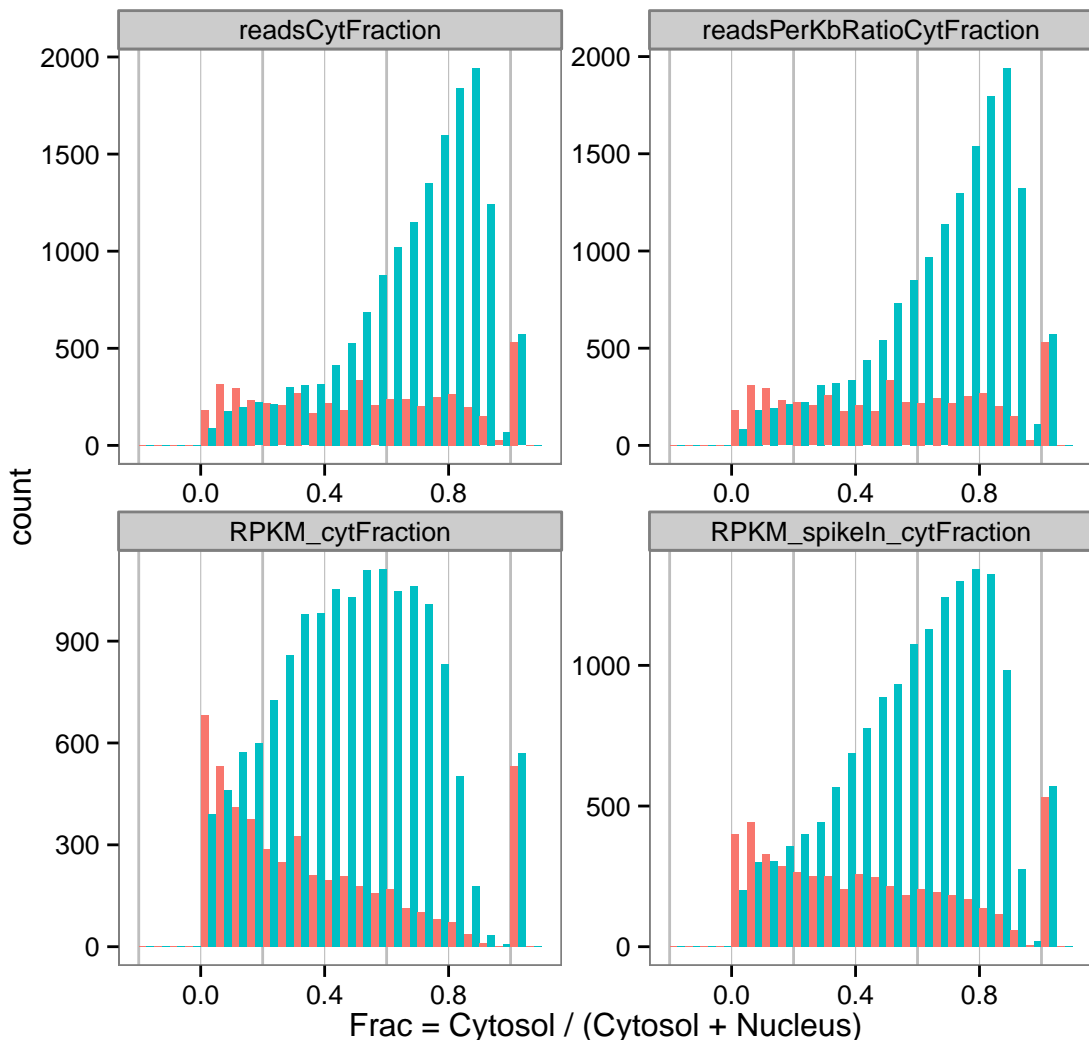 readsCytFraction
readsPerKbRatioCytFraction
2000
1500
1000
500
0
2000
1500
1000
500
0
0.0 0.4 0.8
0.0 0.4 0.8
count
RPKM_cytFraction
RPKM_spikeIn_cytFraction
900
600
300
0
1000
500
0
0.0 0.4 0.8
0.0 0.4 0.8
Frac = Cytosol / (Cytosol + Nucleus)